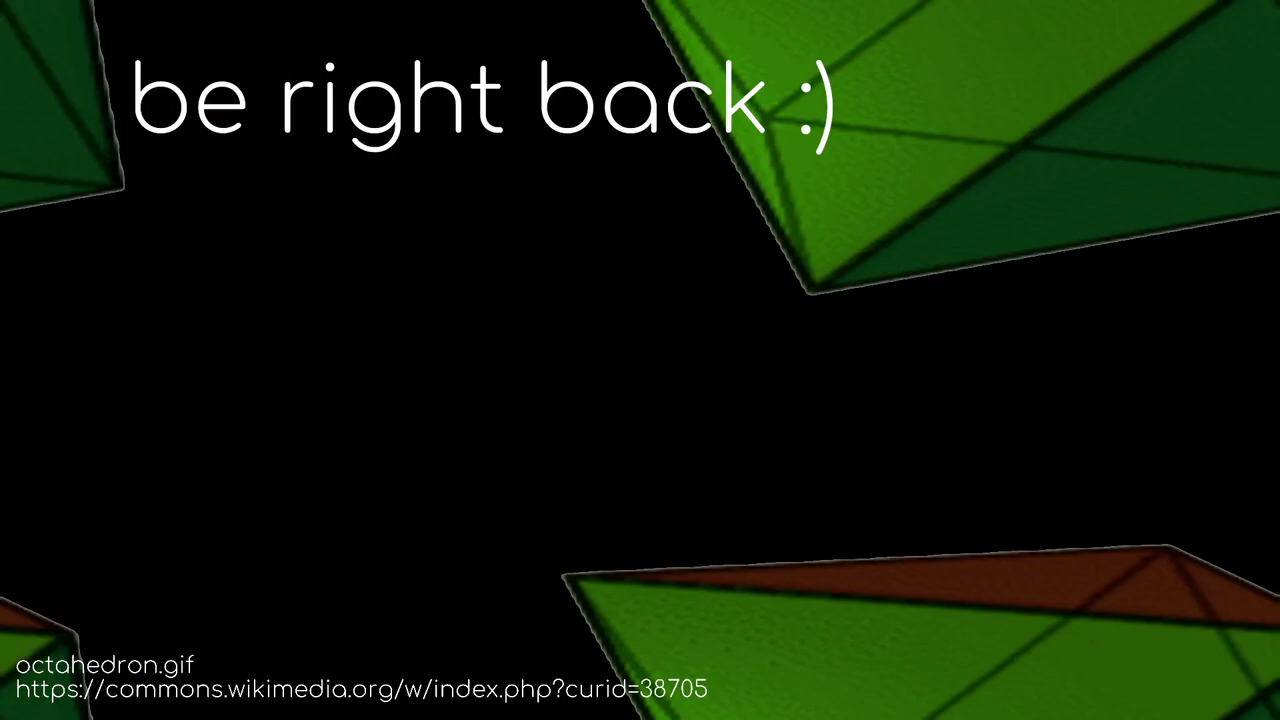 be right back :)
octahedron.gif
https://commons.wikimedia.org/w/index.php?curid=38705